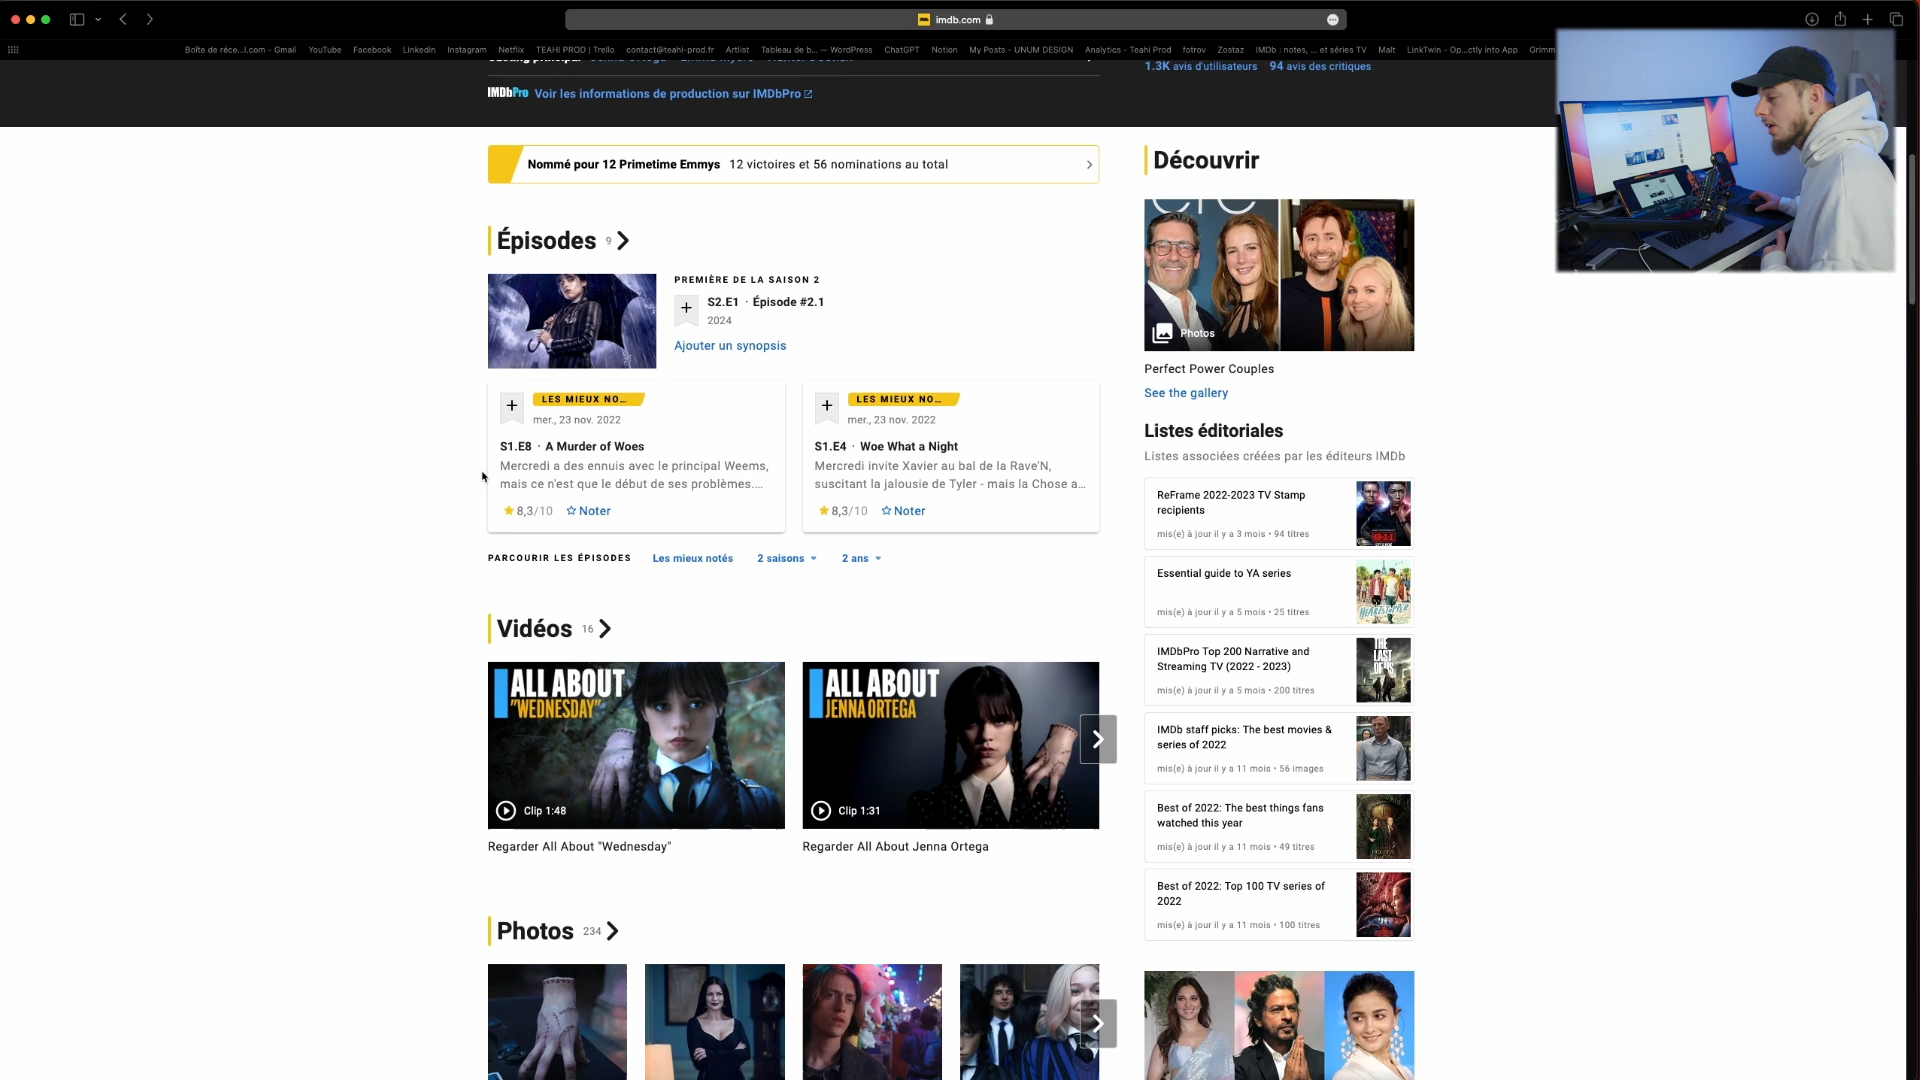 imdb.com
Boîte de réce...l.com - Gmail YouTube Facebook Linkedin Instagram Netflix TEAHI PROD | Trello contact@teahi-prod.fr Artlist Tableau de b... — WordPress ChatGPT Notion My Posts - UNUM DESIGN Analytics - Teahi Prod fotrov Zostaz IMDb : notes, ... et séries TV Malt LinkTwin - Op...ctly into App Grimm
1.3K avis d'utilisateurs 94 avis des critiques
IMDbPro Voir les informations de production sur IMDbPro
Nommé pour 12 Primetime Emmys 12 victoires et 56 nominations au total
Épisodes 9
PREMIÈRE DE LA SAISON 2
S2.E1 · Épisode #2.1
2024
Ajouter un synopsis
LES MIEUX NO...
mer., 23 nov. 2022
S1.E8 · A Murder of Woes
Mercredi a des ennuis avec le principal Weems,
mais ce n'est que le début de ses problèmes....
8,3/10 Noter
LES MIEUX NO...
mer., 23 nov. 2022
S1.E4 · Woe What a Night
Mercredi invite Xavier au bal de la Rave'N,
suscitant la jalousie de Tyler - mais la Chose a...
8,3/10 Noter
PARCOURIR LES ÉPISODES Les mieux notés 2 saisons 2 ans
Vidéos 16
ALL ABOUT
"WEDNESDAY"
Clip 1:48
Regarder All About "Wednesday"
ALL ABOUT
JENNA ORTEGA
Clip 1:31
Regarder All About Jenna Ortega
Photos 234
Découvrir
Photos
Perfect Power Couples
See the gallery
Listes éditoriales
Listes associées créées par les éditeurs IMDb
ReFrame 2022-2023 TV Stamp
recipients
mis(e) à jour il y a 3 mois • 94 titres
Essential guide to YA series
mis(e) à jour il y a 5 mois • 25 titres
HEARTSTOPPER
IMDbPro Top 200 Narrative and
Streaming TV (2022 - 2023)
mis(e) à jour il y a 5 mois • 200 titres
THE
LAST
OF US
IMDb staff picks: The best movies &
series of 2022
mis(e) à jour il y a 11 mois • 56 images
Best of 2022: The best things fans
watched this year
mis(e) à jour il y a 11 mois • 49 titres
Best of 2022: Top 100 TV series of
2022
mis(e) à jour il y a 11 mois • 100 titres